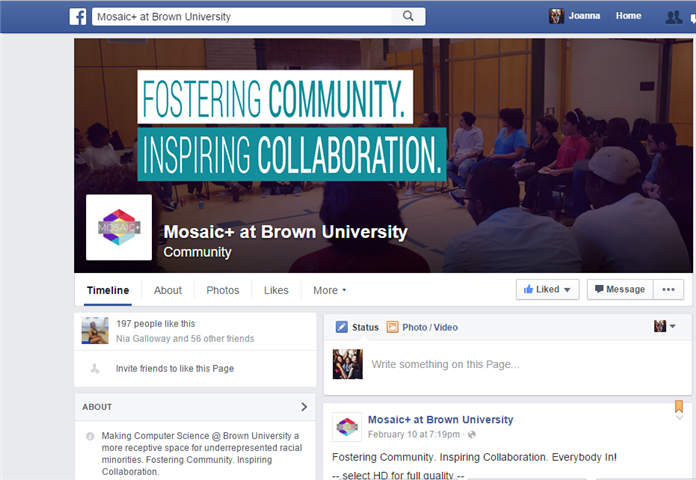 f Mosaic+ at Brown University Joanna Home
FOSTERING COMMUNITY.
INSPIRING COLLABORATION.
MOSAIC+
Mosaic+ at Brown University
Community
Timeline About Photos Likes More Liked Message ...
197 people like this
Nia Galloway and 56 other friends
Invite friends to like this Page
Status Photo / Video
Write something on this Page...
ABOUT
Making Computer Science @ Brown University a
more receptive space for underrepresented racial
minorities. Fostering Community. Inspiring
Collaboration.
Mosaic+ at Brown University
February 10 at 7:19pm ·
Fostering Community. Inspiring Collaboration. Everybody In!
-- select HD for full quality --